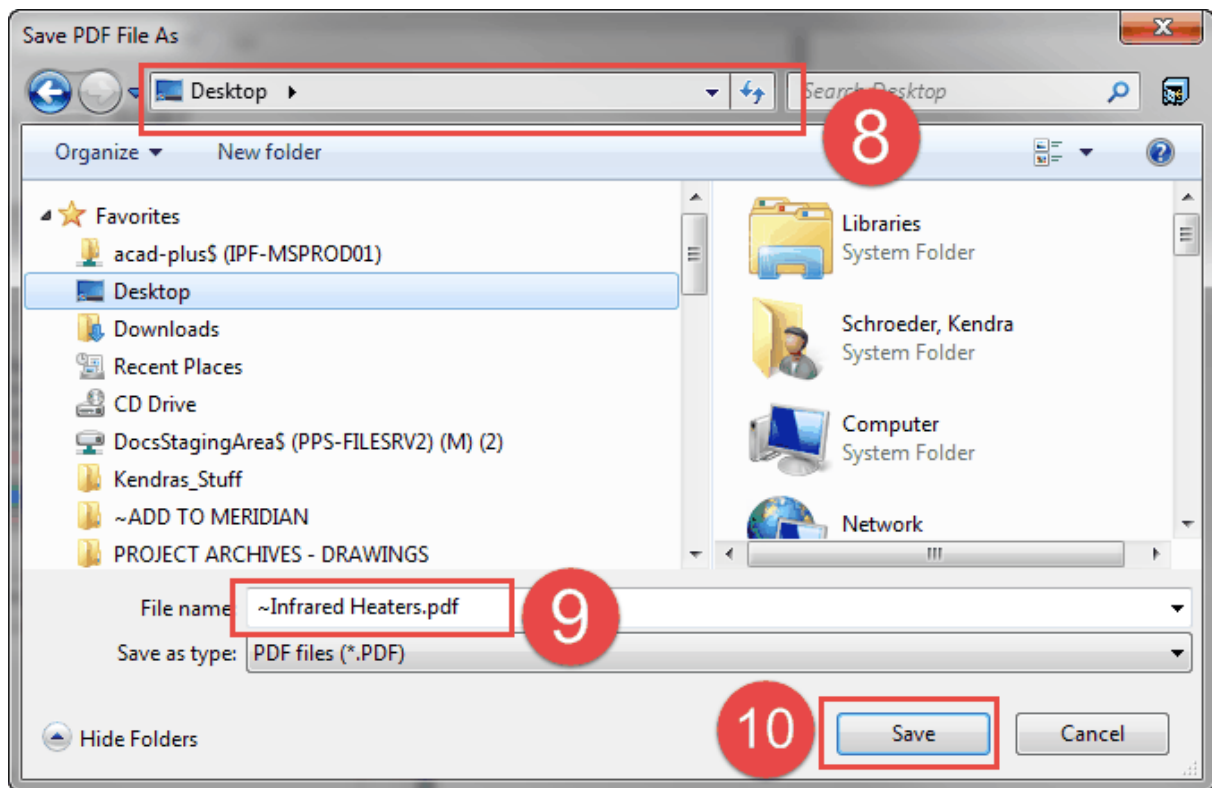 Save PDF File As
Desktop
Search Desktop
8
Organize
New folder
Favorites
acad-plus$ (IPF-MSPROD01)
Desktop
Downloads
Recent Places
CD Drive
DocsStagingArea$ (PPS-FILESRV2) (M) (2)
Kendras_Stuff
~ADD TO MERIDIAN
PROJECT ARCHIVES - DRAWINGS
Libraries
System Folder
Schroeder, Kendra
System Folder
Computer
System Folder
Network
File name
~Infrared Heaters.pdf
9
Save as type:
PDF files (*.PDF)
Hide Folders
10
Save
Cancel